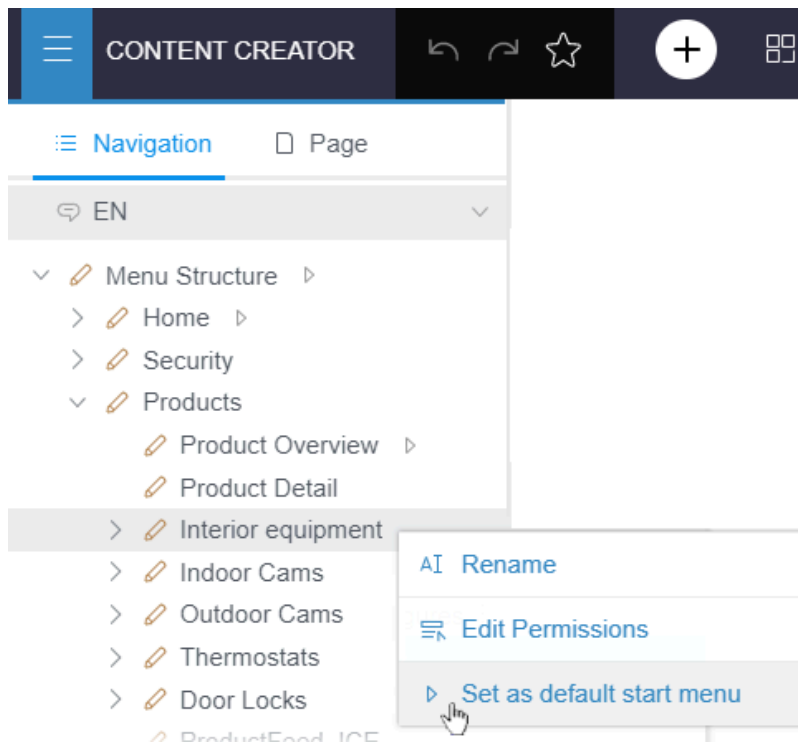 CONTENT CREATOR
Navigation
Page
EN
Menu Structure
Home
Security
Products
Product Overview
Product Detail
Interior equipment
Indoor Cams
Outdoor Cams
Thermostats
Door Locks
Rename
Edit Permissions
Set as default start menu